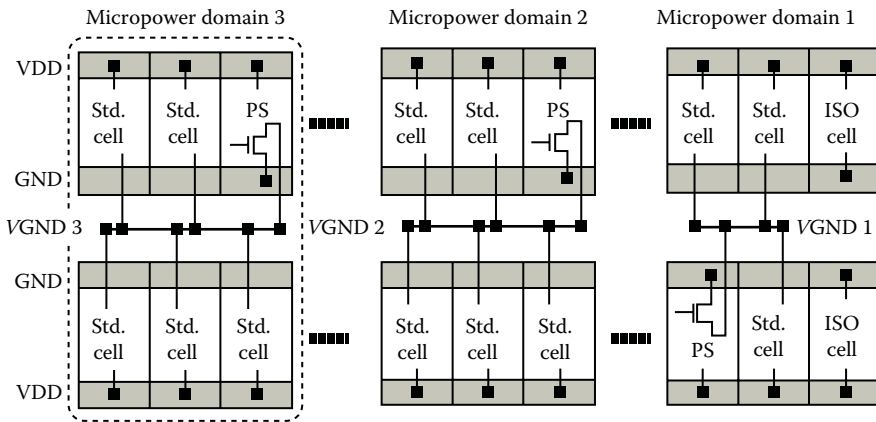 Micropower domain 3 Micropower domain 2 Micropower domain 1
VDD
Std. Std. PS Std. Std. PS Std. Std. ISO
cell cell cell cell cell cell cell
GND
VGND 3 VGND 2 VGND 1
GND
Std. Std. Std. Std. Std. Std. Std. ISO
cell cell cell cell cell cell PS cell cell
VDD